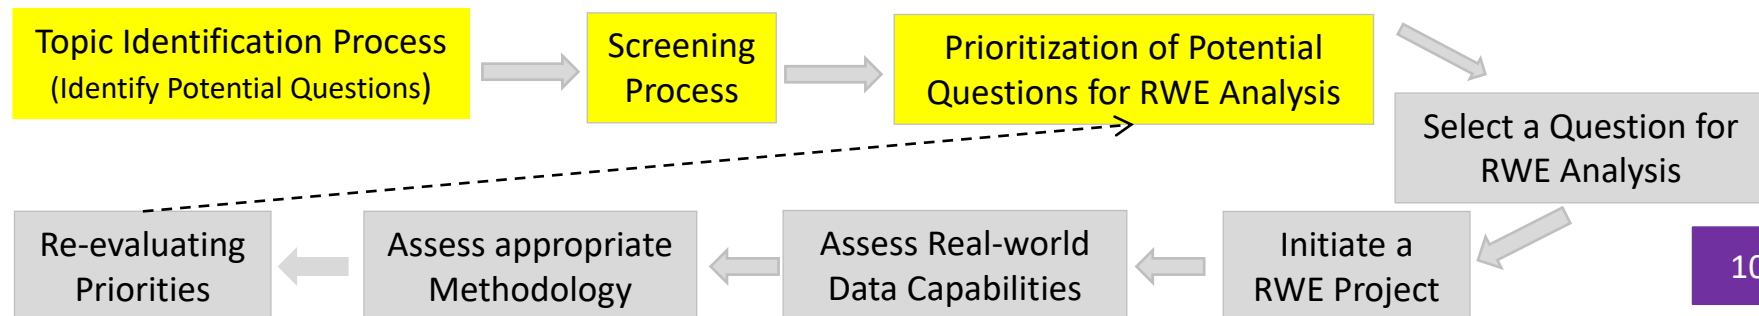 Topic Identification Process
(Identify Potential Questions)
Screening
Process
Prioritization of Potential
Questions for RWE Analysis
Select a Question for
RWE Analysis
Re-evaluating
Priorities
Assess appropriate
Methodology
Assess Real-world
Data Capabilities
Initiate a
RWE Project
10